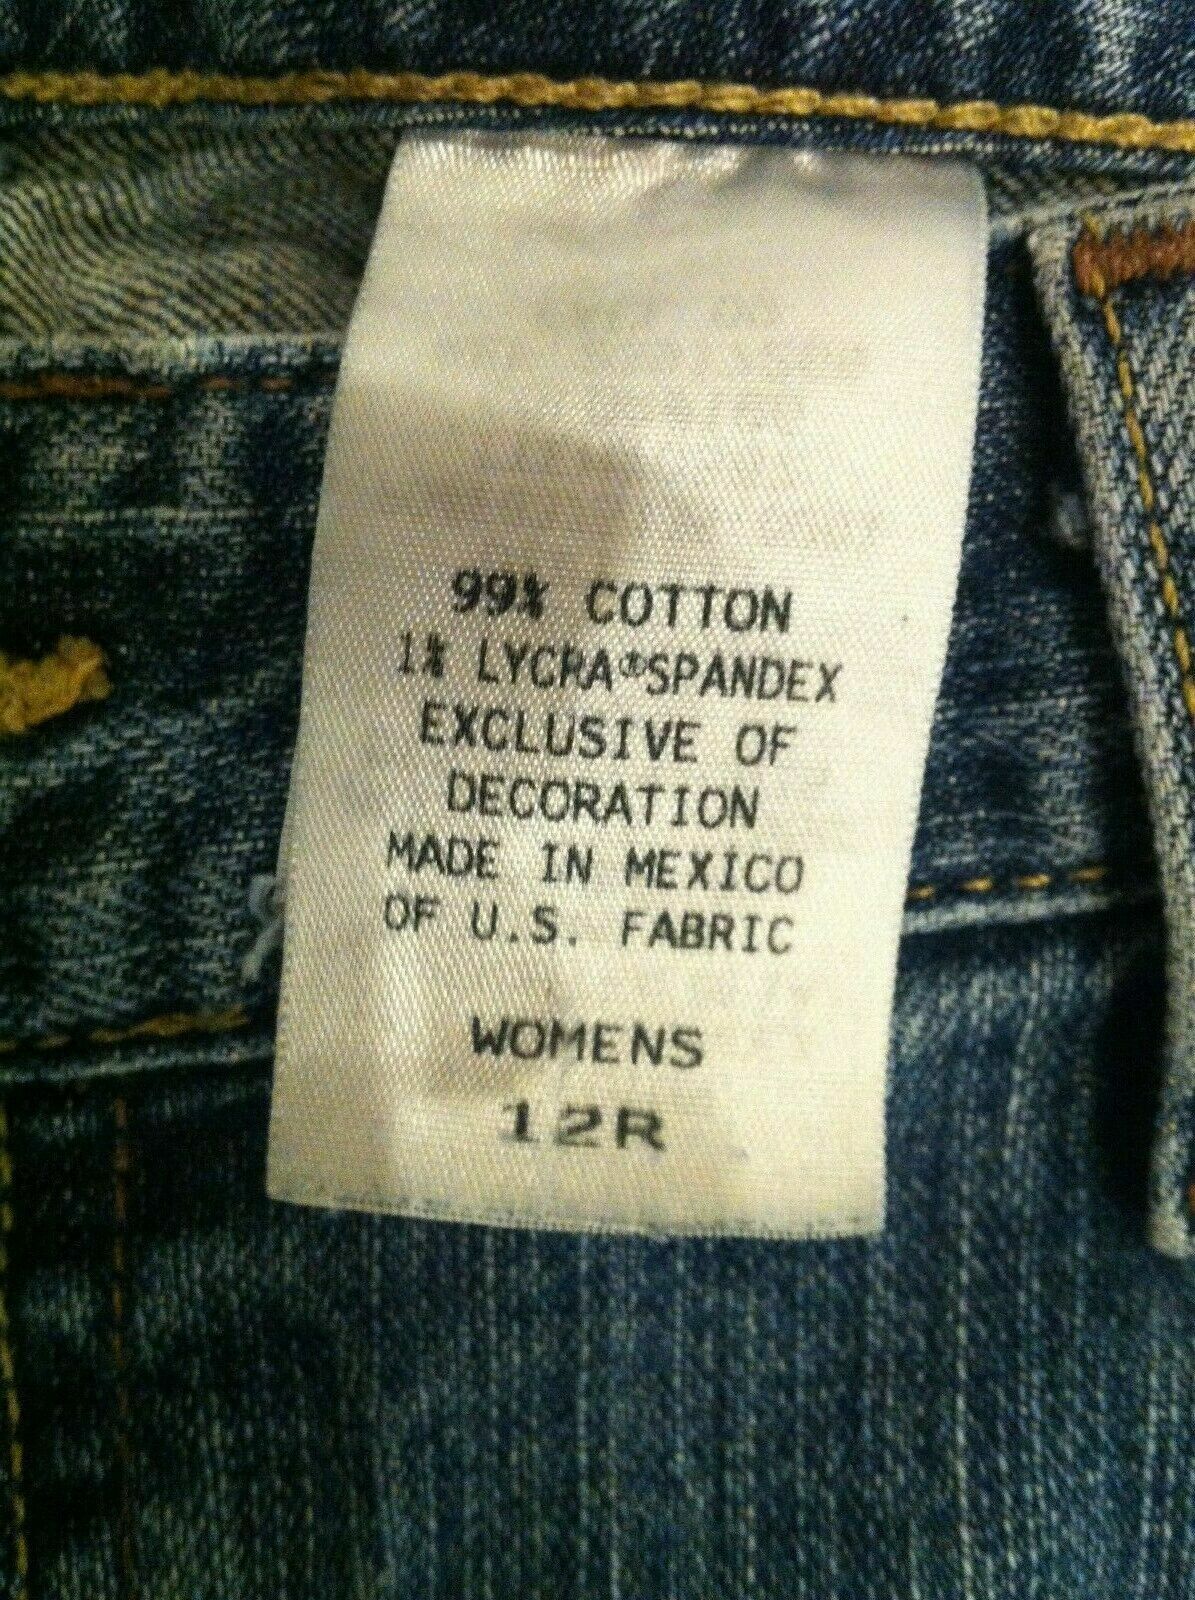 99% COTTON
1% LYCRA®SPANDEX
EXCLUSIVE OF
DECORATION
MADE IN MEXICO
OF U.S. FABRIC
WOMENS
12R